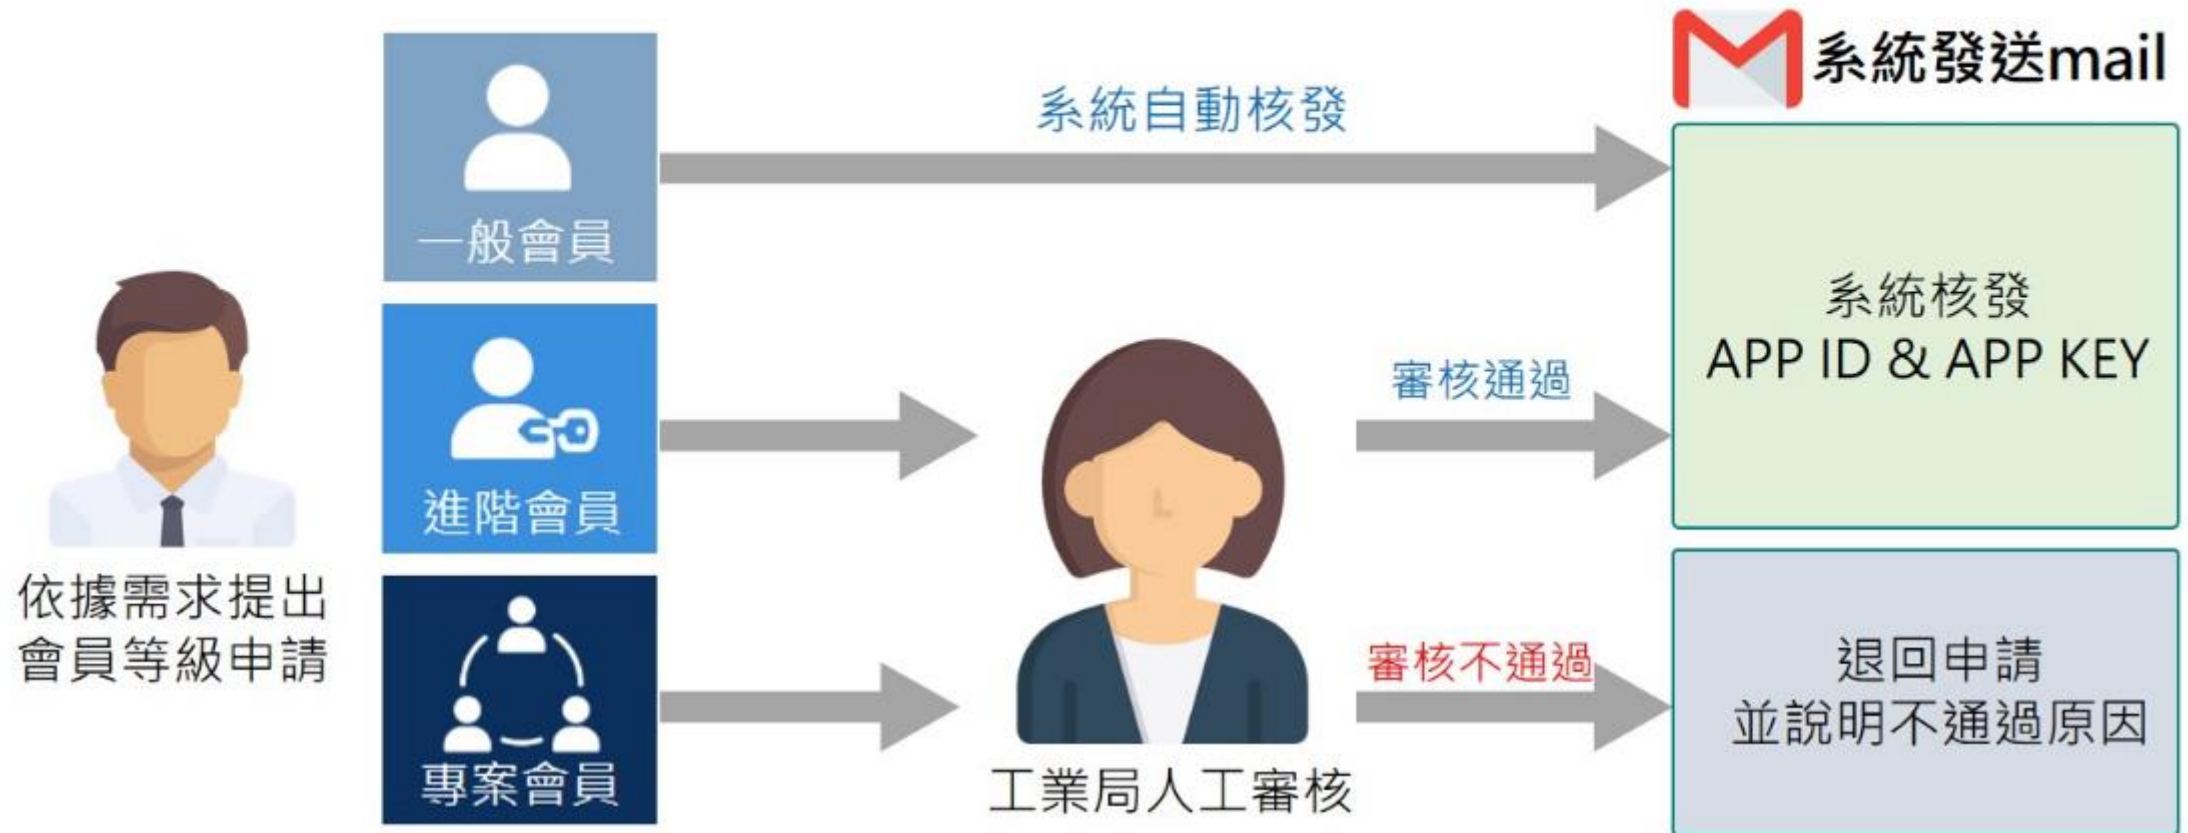 系統發送mail
系統自動核發
一般會員
系統核發
APP ID & APP KEY
審核通過
進階會員
依據需求提出
會員等級申請
審核不通過
退回申請
並說明不通過原因
專案會員
工業局人工審核